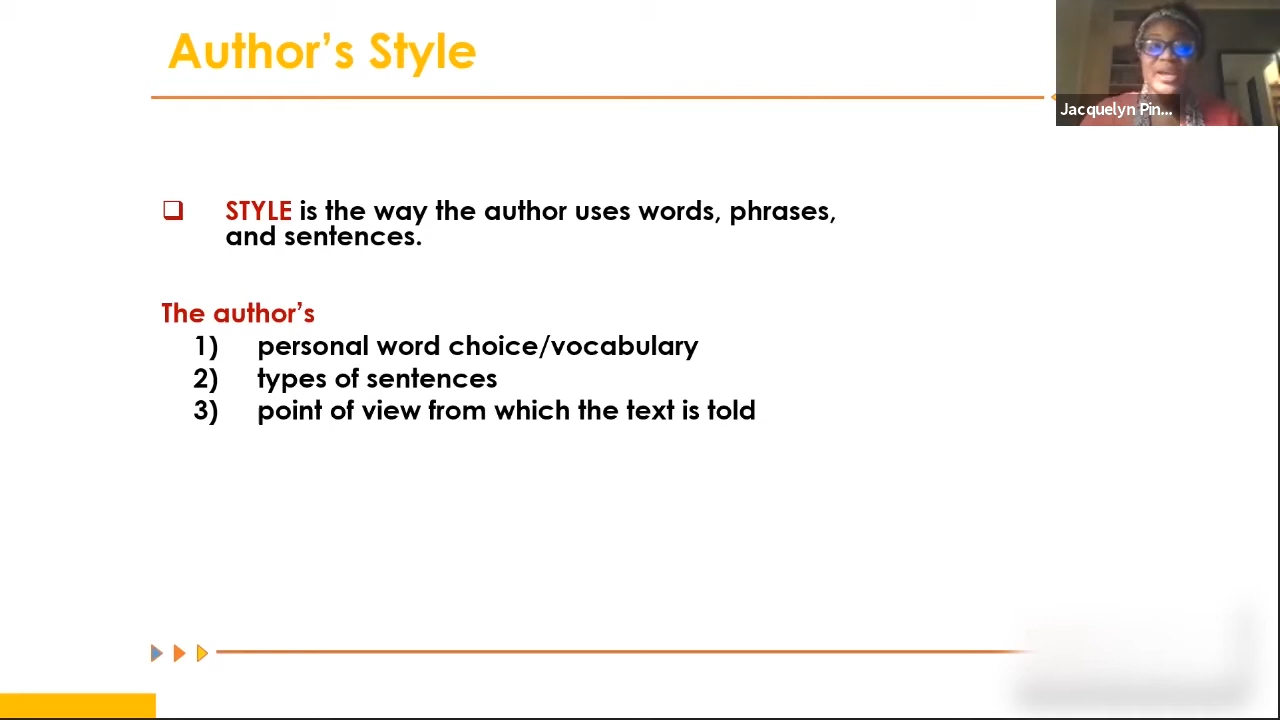 Author's Style
Jacquelyn Pin...
❑ STYLE is the way the author uses words, phrases,
and sentences.
The author's
1) personal word choice/vocabulary
2) types of sentences
3) point of view from which the text is told